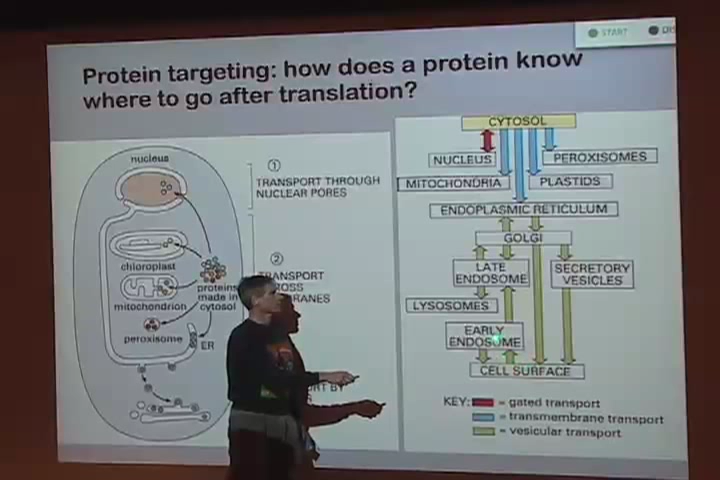 START
Protein targeting: how does a protein know
where to go after translation?
nucleus
chloroplast
mitochondrion
peroxisome
proteins
made in
cytosol
ER
①
TRANSPORT THROUGH
NUCLEAR PORES
②
TRANSPORT
CYTOSOL
NUCLEUS
PEROXISOMES
MITOCHONDRIA
PLASTIDS
ENDOPLASMIC RETICULUM
GOLGI
LATE
ENDOSOME
SECRETORY
VESICLES
LYSOSOMES
EARLY
ENDOSOME
CELL SURFACE
KEY: = gated transport
= transmembrane transport
= vesicular transport